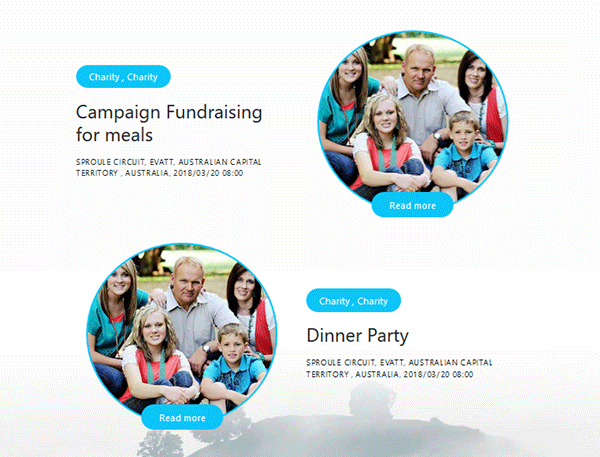 Charity , Charity
Campaign Fundraising
for meals
SPROULE CIRCUIT, EVATT, AUSTRALIAN CAPITAL
TERRITORY , AUSTRALIA, 2018/03/20 08:00
Read more
Charity , Charity
Dinner Party
SPROULE CIRCUIT, EVATT, AUSTRALIAN CAPITAL
TERRITORY , AUSTRALIA, 2018/03/20 08:00
Read more